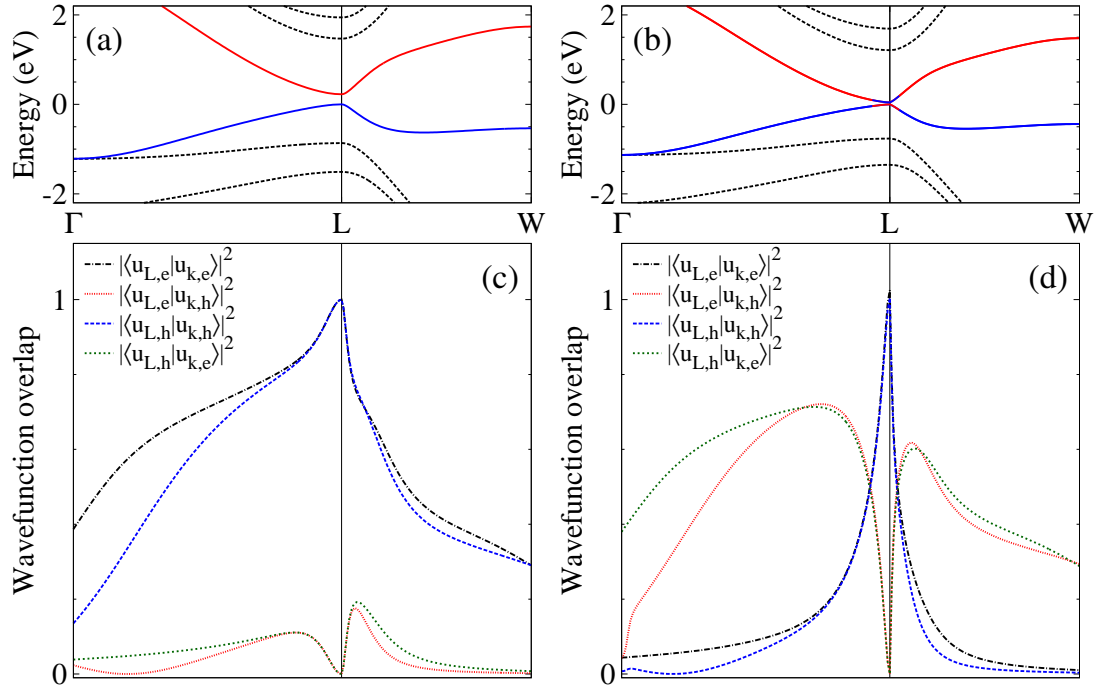 2
0
-2
Energy (eV)
(a)
2
0
-2
Energy (eV)
(b)
Γ
L
W
Γ
L
W
1
0
Wavefunction overlap
|⟨u_{L,e}|u_{k,e}⟩|²
|⟨u_{L,e}|u_{k,h}⟩|²
|⟨u_{L,h}|u_{k,h}⟩|²
|⟨u_{L,h}|u_{k,e}⟩|²
(c)
1
0
Wavefunction overlap
|⟨u_{L,e}|u_{k,e}⟩|²
|⟨u_{L,e}|u_{k,h}⟩|²
|⟨u_{L,h}|u_{k,h}⟩|²
|⟨u_{L,h}|u_{k,e}⟩|²
(d)